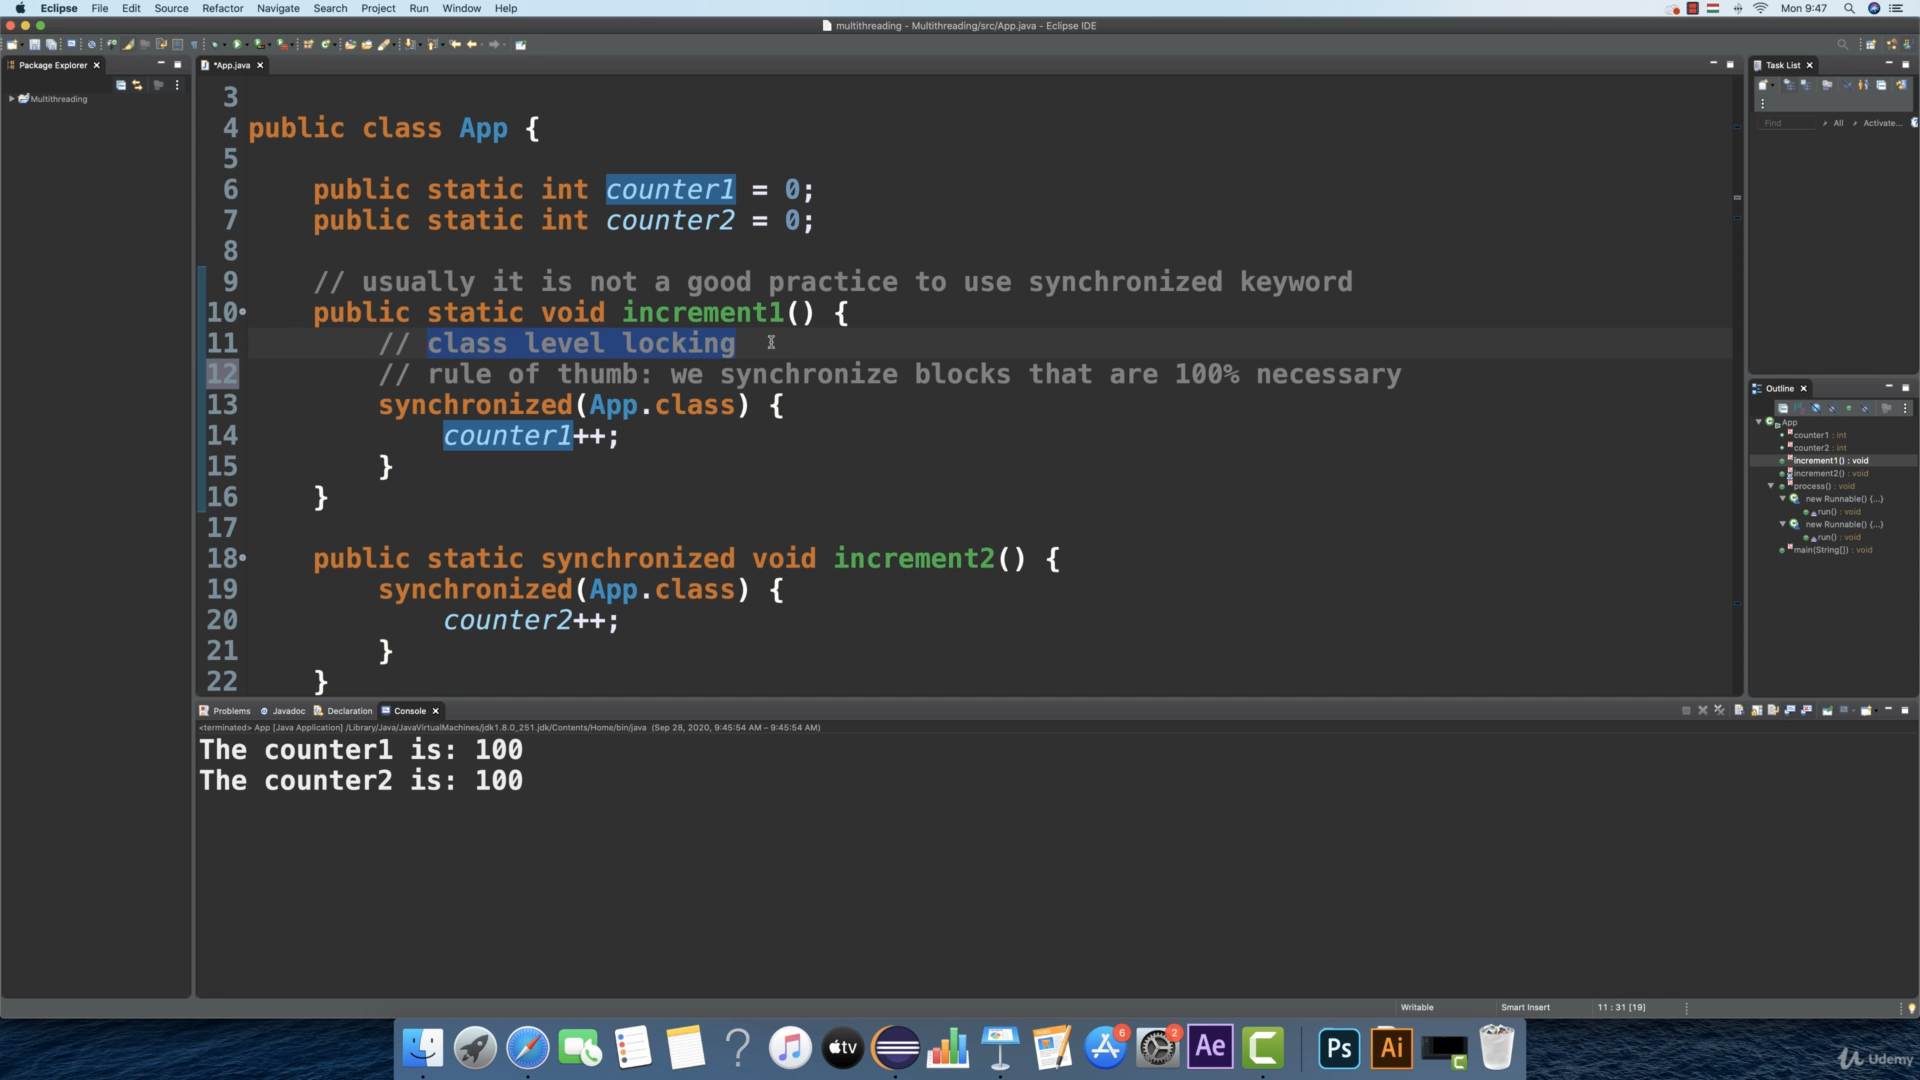 Eclipse File Edit Source Refactor Navigate Search Project Run Window Help Mon 9:47
multithreading - Multithreading/src/App.java - Eclipse IDE
Package Explorer
*App.java
Task List
Multithreading
Find All Activate...
3
4 public class App {
5
6 public static int counter1 = 0;
7 public static int counter2 = 0;
8
9 // usually it is not a good practice to use synchronized keyword
10 public static void increment1() {
11 // class level locking
12 // rule of thumb: we synchronize blocks that are 100% necessary
13 synchronized(App.class) {
14 counter1++;
15 }
16 }
17
18 public static synchronized void increment2() {
19 synchronized(App.class) {
20 counter2++;
21 }
22 }
Outline
App
counter1 : int
counter2 : int
increment1() : void
increment2() : void
process() : void
new Runnable() {...}
run() : void
new Runnable() {...}
run() : void
main(String[]) : void
Problems Javadoc Declaration Console
<terminated> App [Java Application] /Library/Java/JavaVirtualMachines/jdk1.8.0_251.jdk/Contents/Home/bin/java (Sep 28, 2020, 9:45:54 AM – 9:45:54 AM)
The counter1 is: 100
The counter2 is: 100
Writable Smart Insert 11 : 31 [19]
tv 6 2 Ae Ps Ai
Udemy